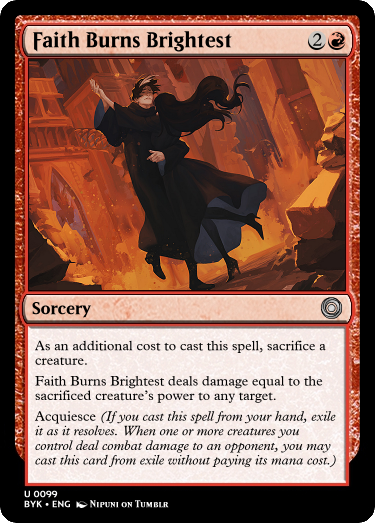 Faith Burns Brightest 2
Sorcery
As an additional cost to cast this spell, sacrifice a
creature.
Faith Burns Brightest deals damage equal to the
sacrificed creature's power to any target.
Acquiesce (If you cast this spell from your hand, exile
it as it resolves. When one or more creatures you
control deal combat damage to an opponent, you may
cast this card from exile without paying its mana cost.)
U 0099
BYK • ENG Nipuni on Tumblr